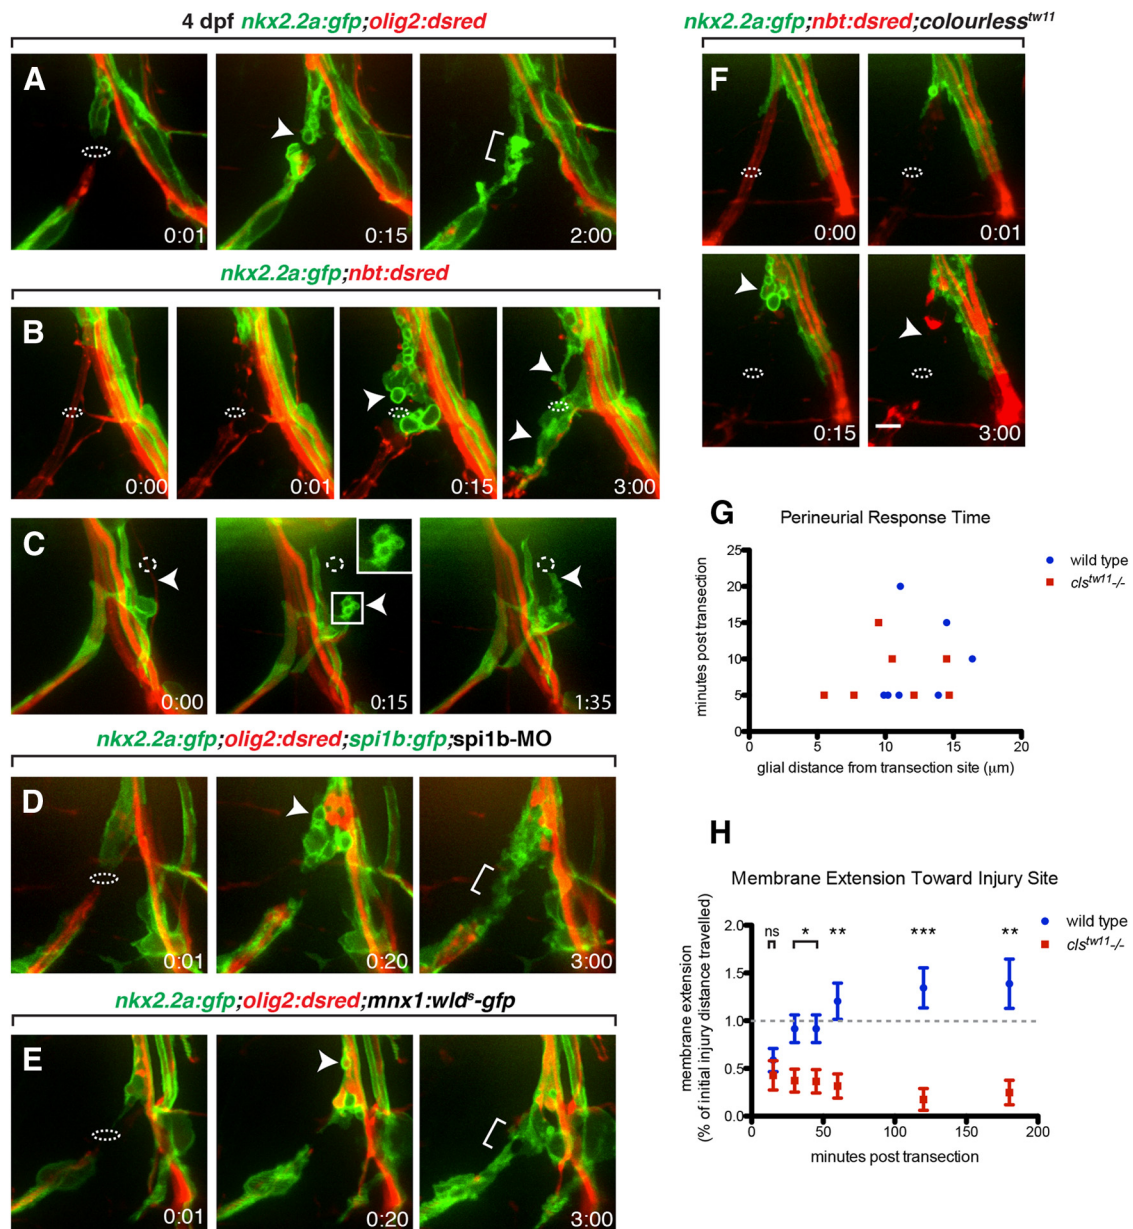 4 dpf nkx2.2a:gfp;olig2:dsred
A
0:01
0:15
2:00
nkx2.2a:gfp;nbt:dsred
B
0:00
0:01
0:15
3:00
C
0:00
0:15
1:35
nkx2.2a:gfp;olig2:dsred;spi1b:gfp;spi1b-MO
D
0:01
0:20
3:00
nkx2.2a:gfp;olig2:dsred;mnx1:wldˢ-gfp
E
0:01
0:20
3:00
nkx2.2a:gfp;nbt:dsred;colourlessᵗʷ¹¹
F
0:00
0:01
0:15
3:00
G
Perineurial Response Time
minutes post transection
25
20
15
10
5
0
0
5
10
15
20
glial distance from transection site (µm)
wild type
clsᵗʷ¹¹-/-
H
Membrane Extension Toward Injury Site
membrane extension
(% of initial injury distance travelled)
2.0
1.5
1.0
0.5
0.0
ns
*
**
***
**
0
50
100
150
200
minutes post transection
wild type
clsᵗʷ¹¹-/-